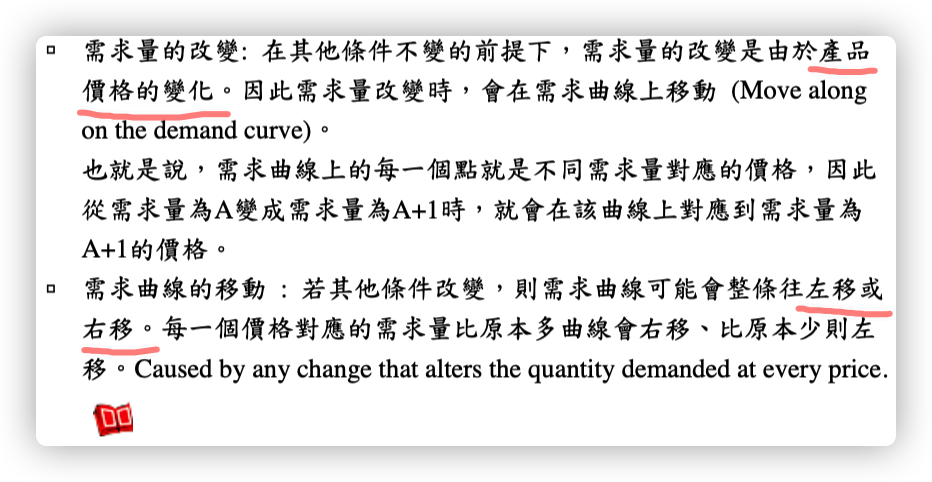 ▫ 需求量的改變: 在其他條件不變的前提下，需求量的改變是由於產品
價格的變化。因此需求量改變時，會在需求曲線上移動 (Move along
on the demand curve)。
也就是說，需求曲線上的每一個點就是不同需求量對應的價格，因此
從需求量為A變成需求量為A+1時，就會在該曲線上對應到需求量為
A+1的價格。
▫ 需求曲線的移動 : 若其他條件改變，則需求曲線可能會整條往左移或
右移。每一個價格對應的需求量比原本多曲線會右移、比原本少則左
移。Caused by any change that alters the quantity demanded at every price.